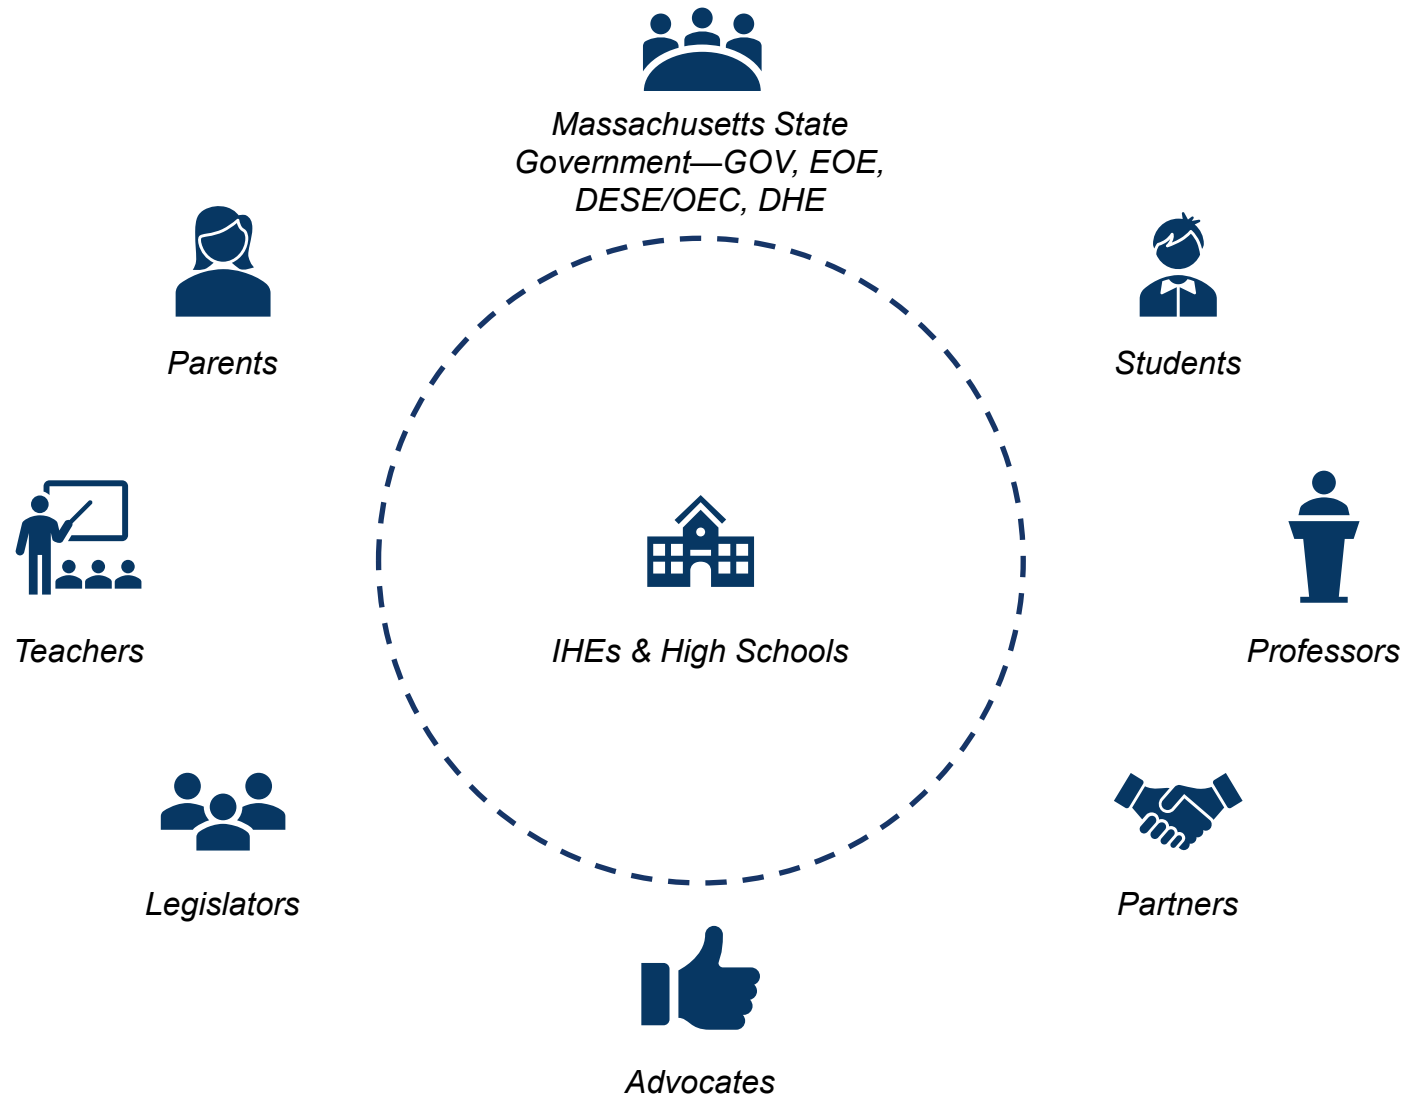 Massachusetts State
Government—GOV, EOE,
DESE/OEC, DHE
Parents
Students
Teachers
IHEs & High Schools
Professors
Legislators
Partners
Advocates